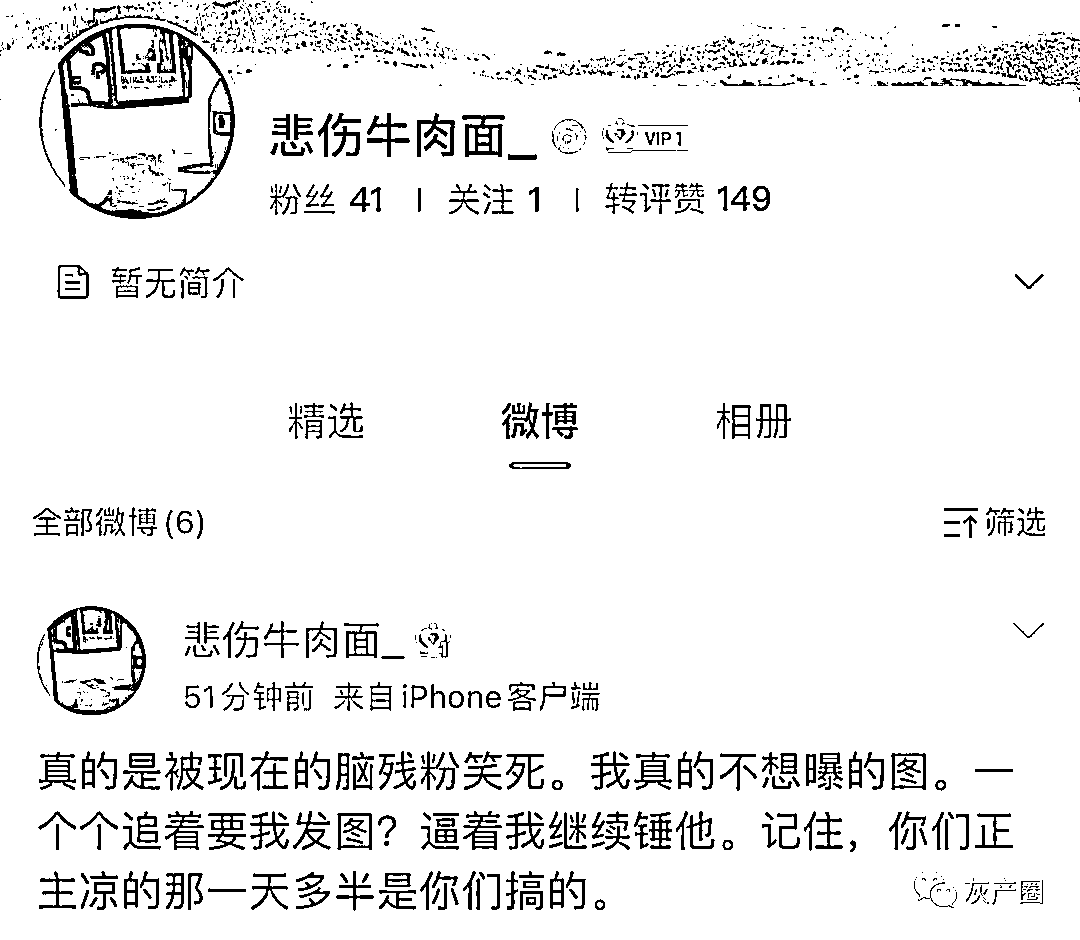 悲伤牛肉面_ VIP 1
粉丝 41 | 关注 1 | 转评赞 149
暂无简介
精选 微博 相册
全部微博(6) 筛选
悲伤牛肉面_
51分钟前 来自iPhone客户端
真的是被现在的脑残粉笑死。我真的不想曝的图。一
个个追着要我发图？逼着我继续锤他。记住，你们正
主凉的那一天多半是你们搞的。
灰产圈